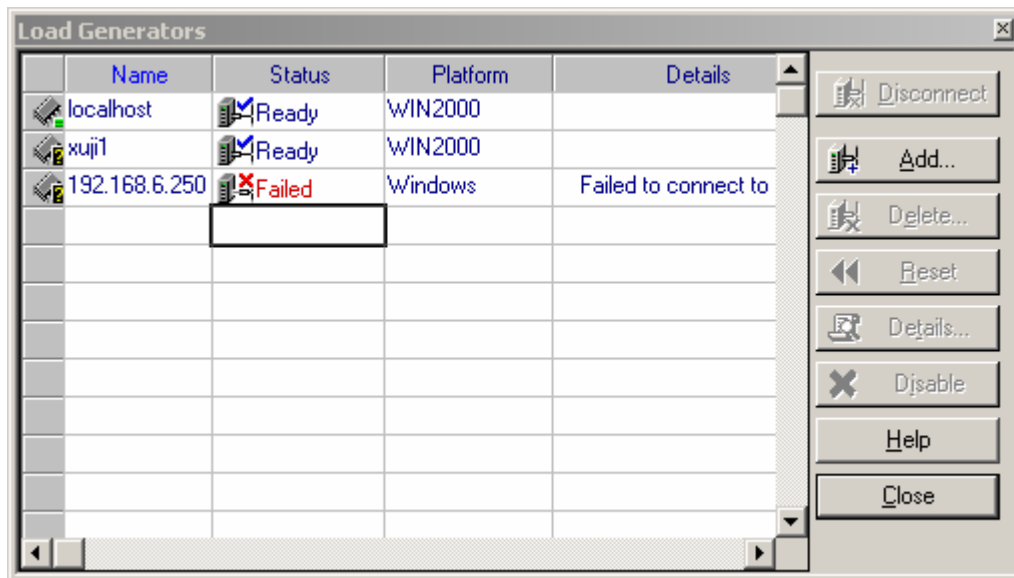 Load Generators
Name Status Platform Details
localhost Ready WIN2000
xuji1 Ready WIN2000
192.168.6.250 Failed Windows Failed to connect to
Disconnect
Add...
Delete...
Reset
Details...
Disable
Help
Close